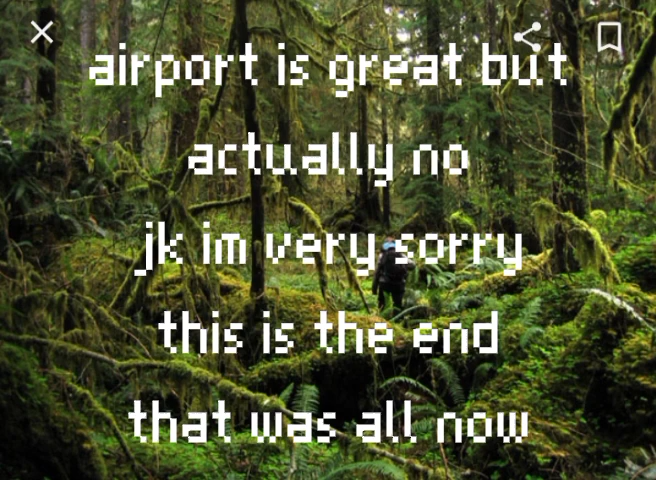 airport is great but
actually no
jk im very sorry
this is the end
that was all now